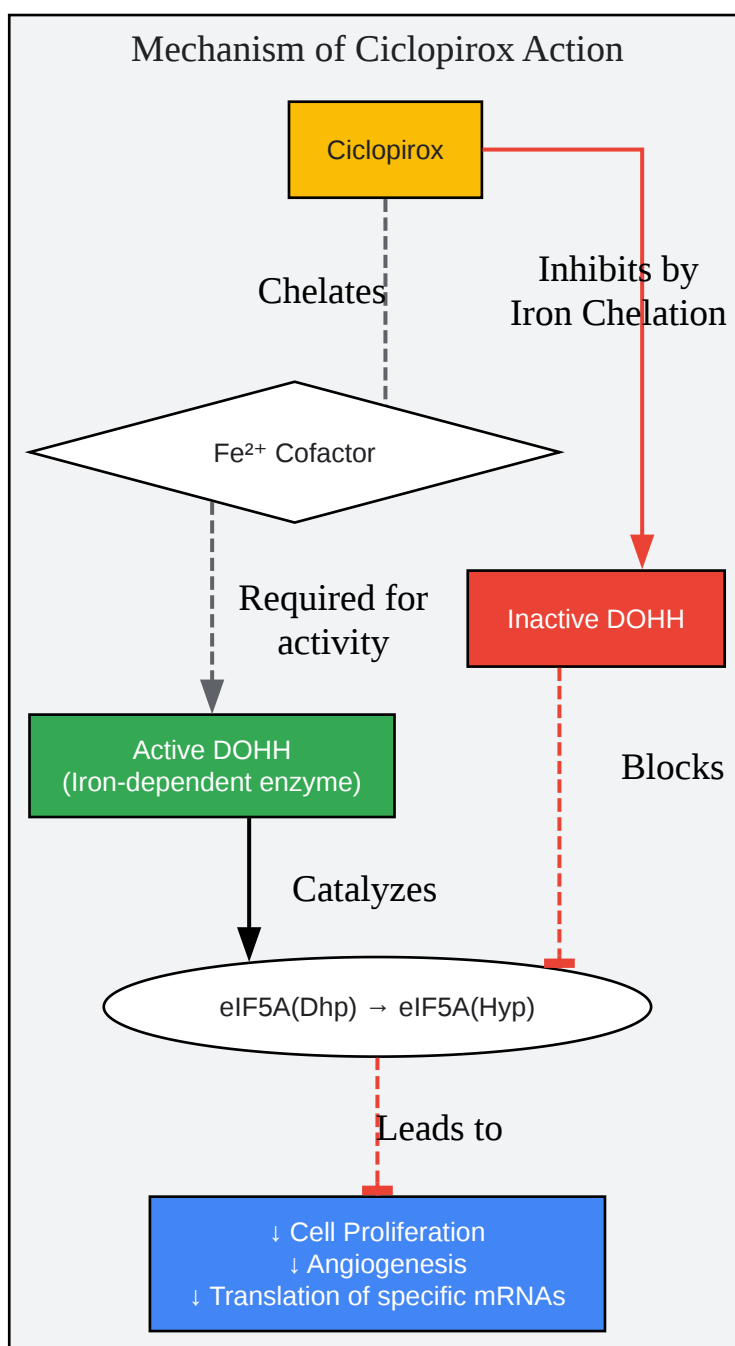 Mechanism of Ciclopirox Action
Ciclopirox
Chelates
Inhibits by
Iron Chelation
Fe²⁺ Cofactor
Required for
activity
Inactive DOHH
Active DOHH
(Iron-dependent enzyme)
Blocks
Catalyzes
eIF5A(Dhp) → eIF5A(Hyp)
Leads to
↓ Cell Proliferation
↓ Angiogenesis
↓ Translation of specific mRNAs